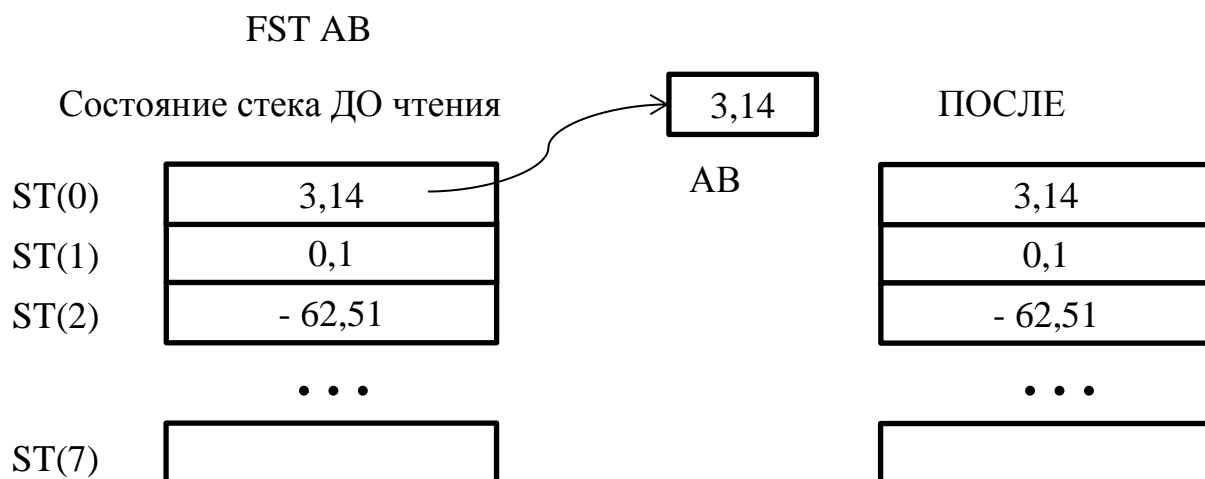 FST AB
Состояние стека ДО чтения
3,14
ПОСЛЕ
AB
ST(0) 3,14 3,14
ST(1) 0,1 0,1
ST(2) - 62,51 - 62,51
• • • • • •
ST(7)